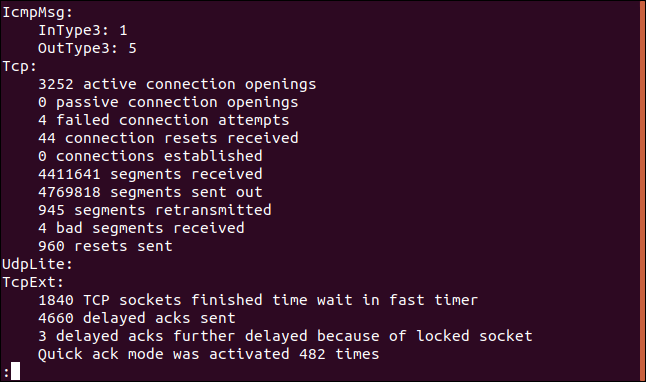 IcmpMsg:
    InType3: 1
    OutType3: 5
Tcp:
    3252 active connection openings
    0 passive connection openings
    4 failed connection attempts
    44 connection resets received
    0 connections established
    4411641 segments received
    4769818 segments sent out
    945 segments retransmitted
    4 bad segments received
    960 resets sent
UdpLite:
TcpExt:
    1840 TCP sockets finished time wait in fast timer
    4660 delayed acks sent
    3 delayed acks further delayed because of locked socket
    Quick ack mode was activated 482 times
: